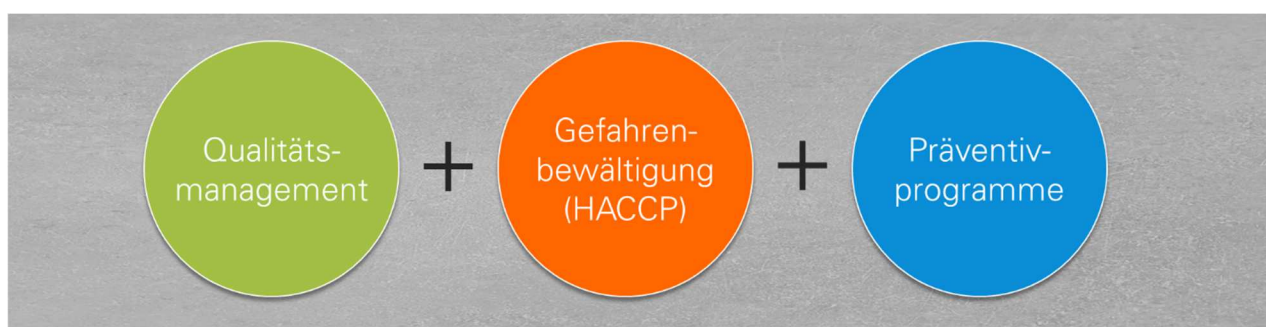 Qualitäts-
management
+
Gefahren-
bewältigung
(HACCP)
+
Präventiv-
programme